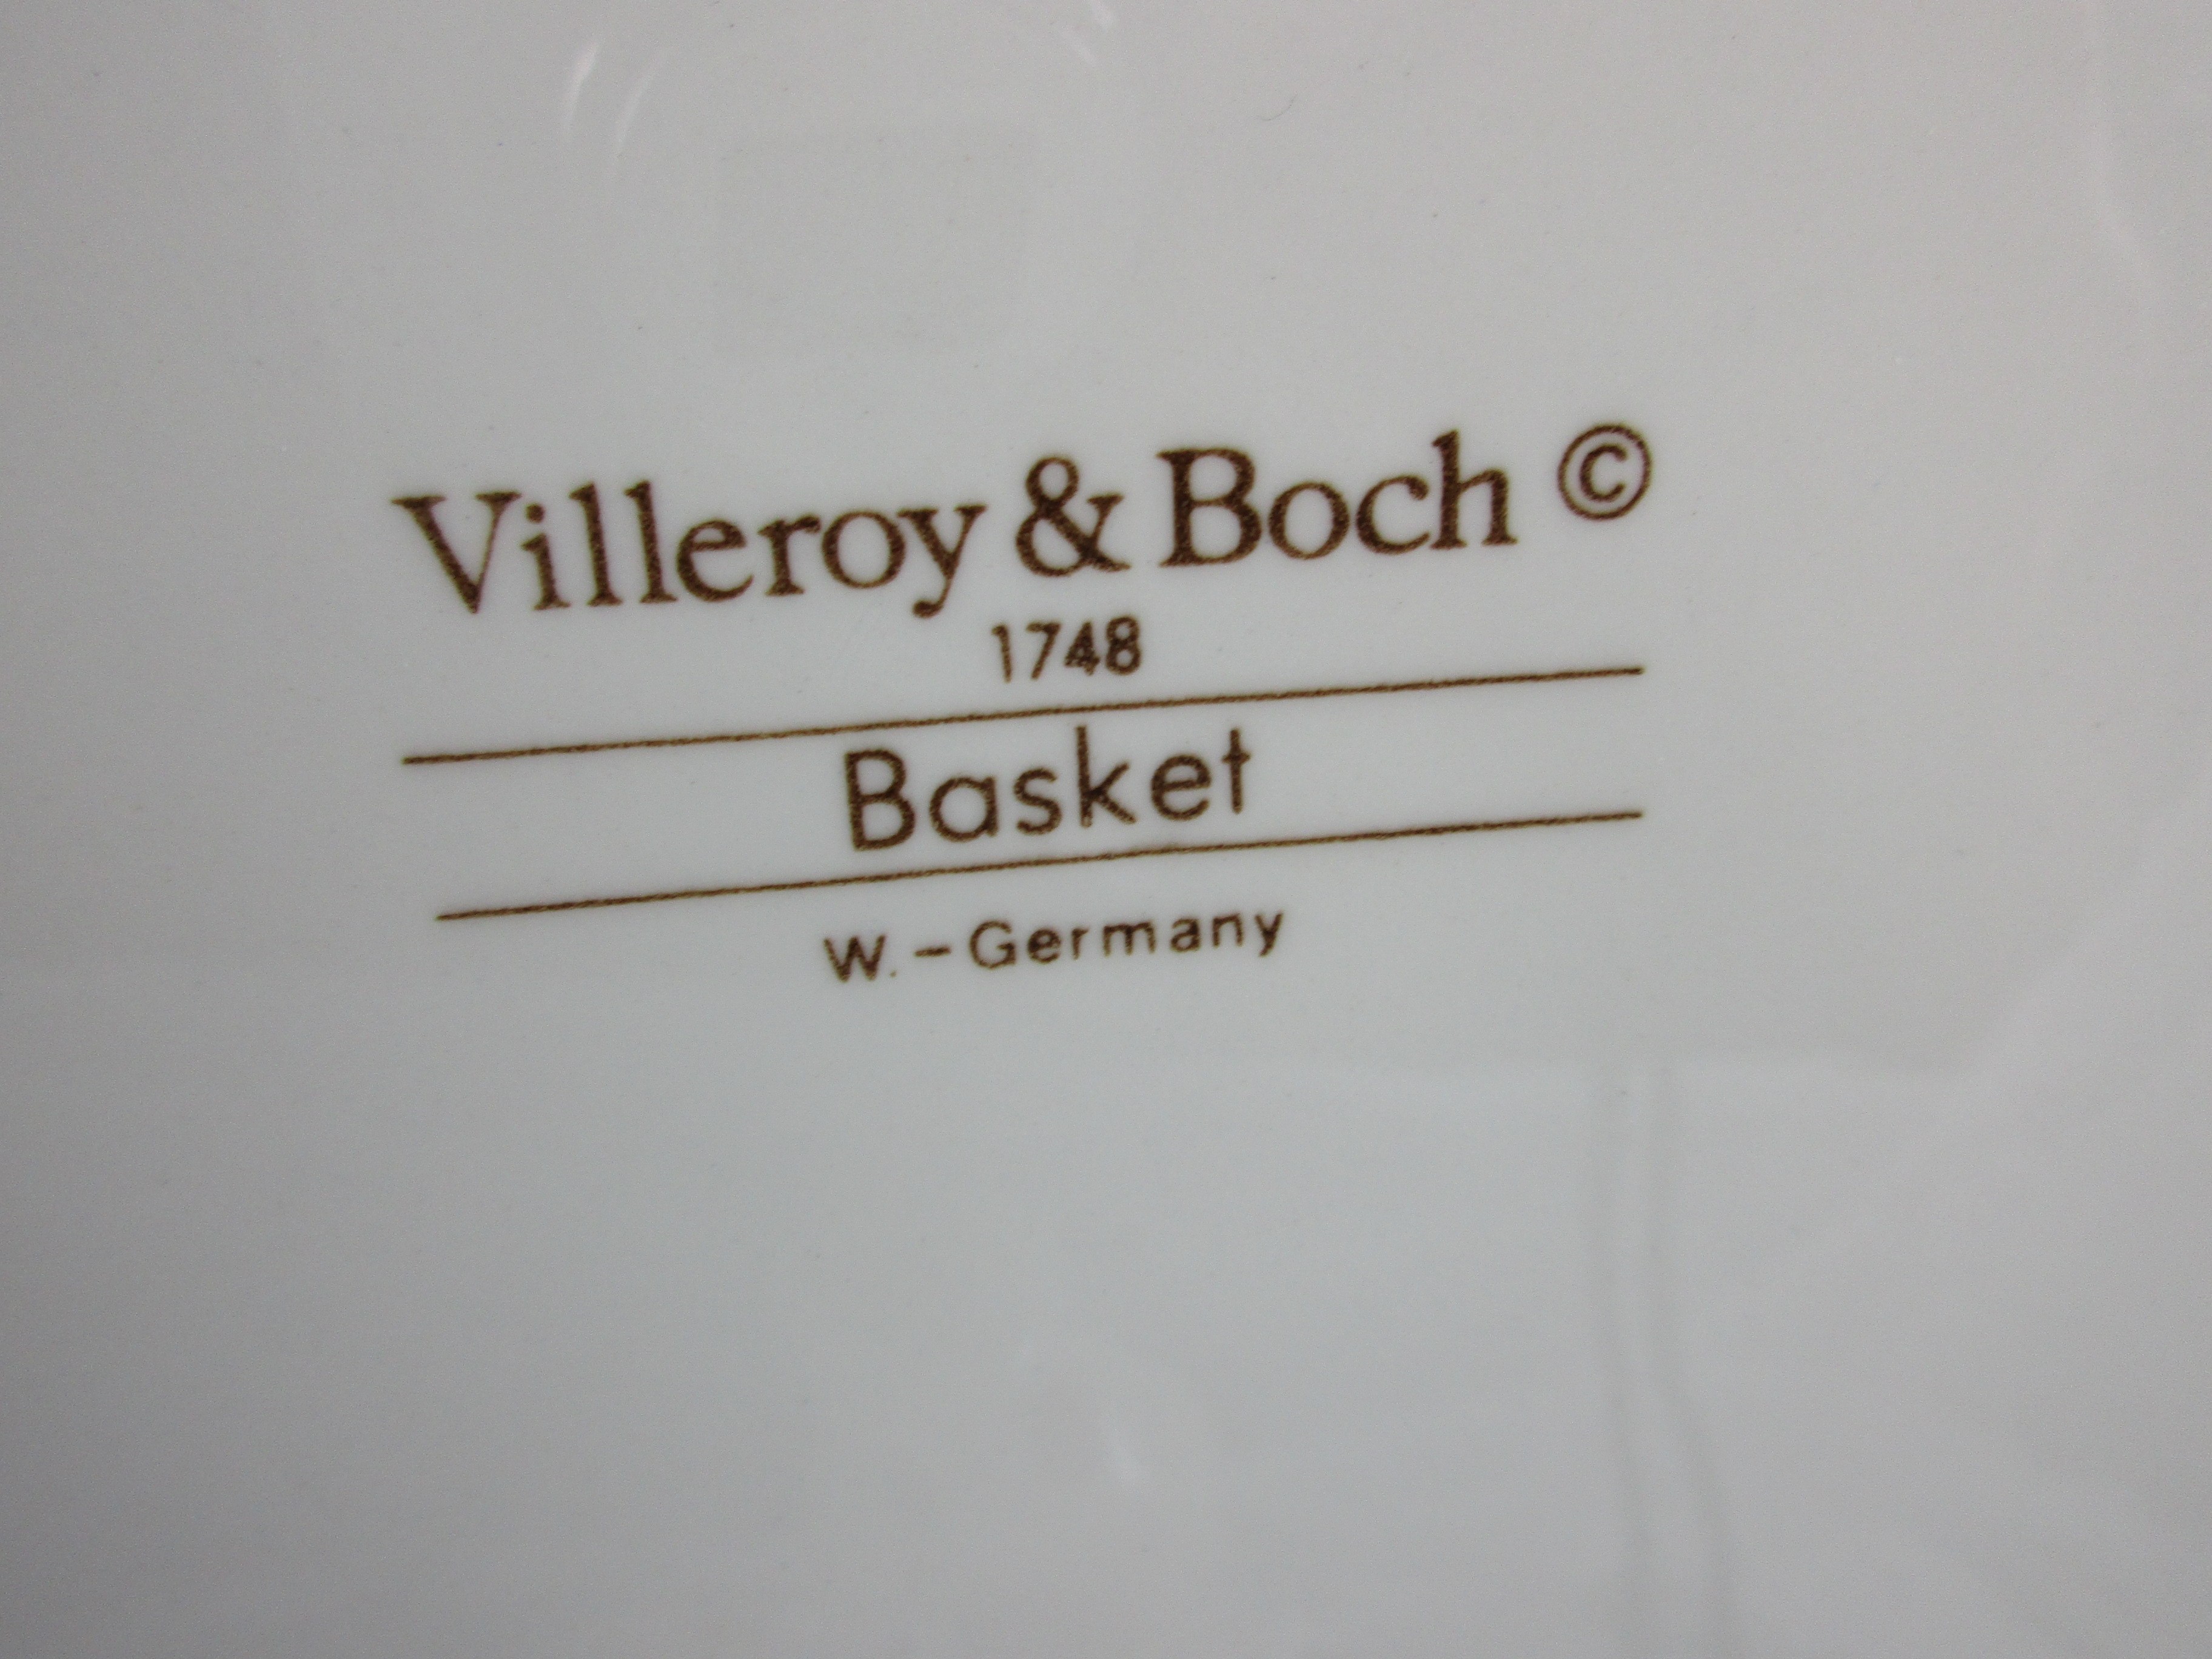 Villeroy & Boch ©
1748
Basket
W.-Germany